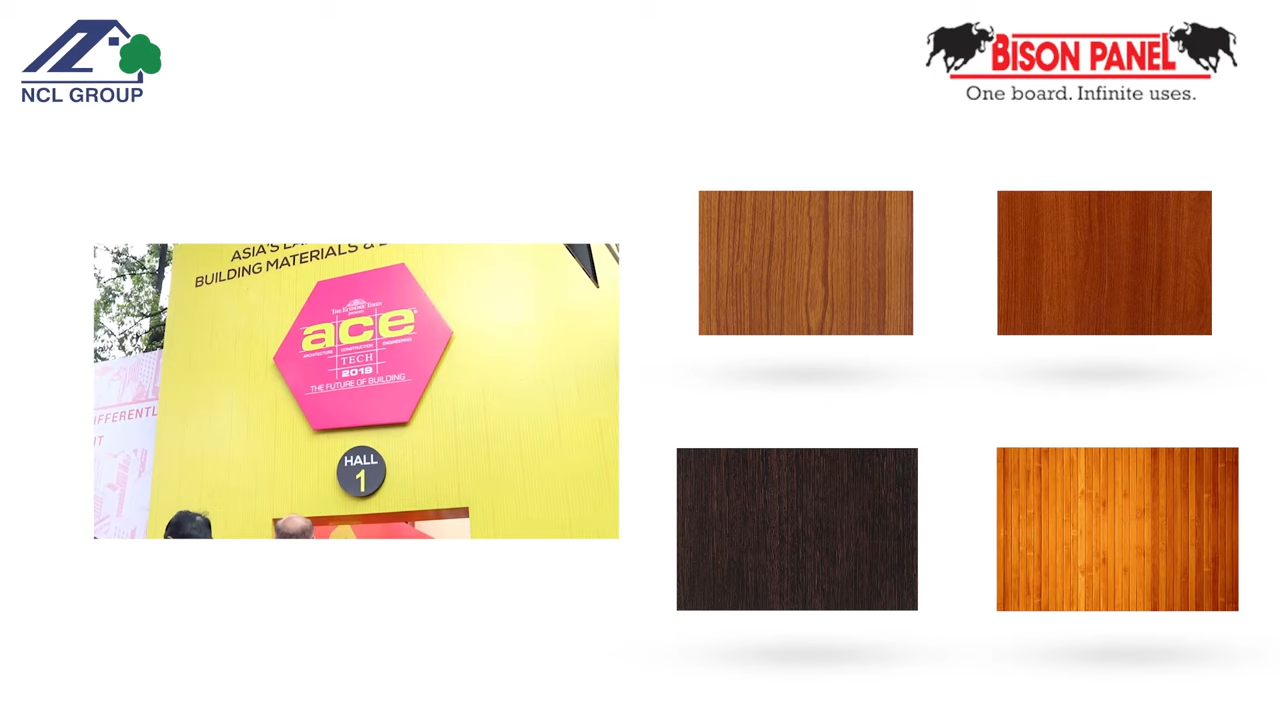 NCL GROUP
BISON PANEL
One board. Infinite uses.
ASIA'S
BUILDING MATERIALS &
THE ECONOMIC TIMES
ace
ARCHITECTURE CONSTRUCTION ENGINEERING
TECH
2019
THE FUTURE OF BUILDING
HALL
1
IFFERENTL
IT